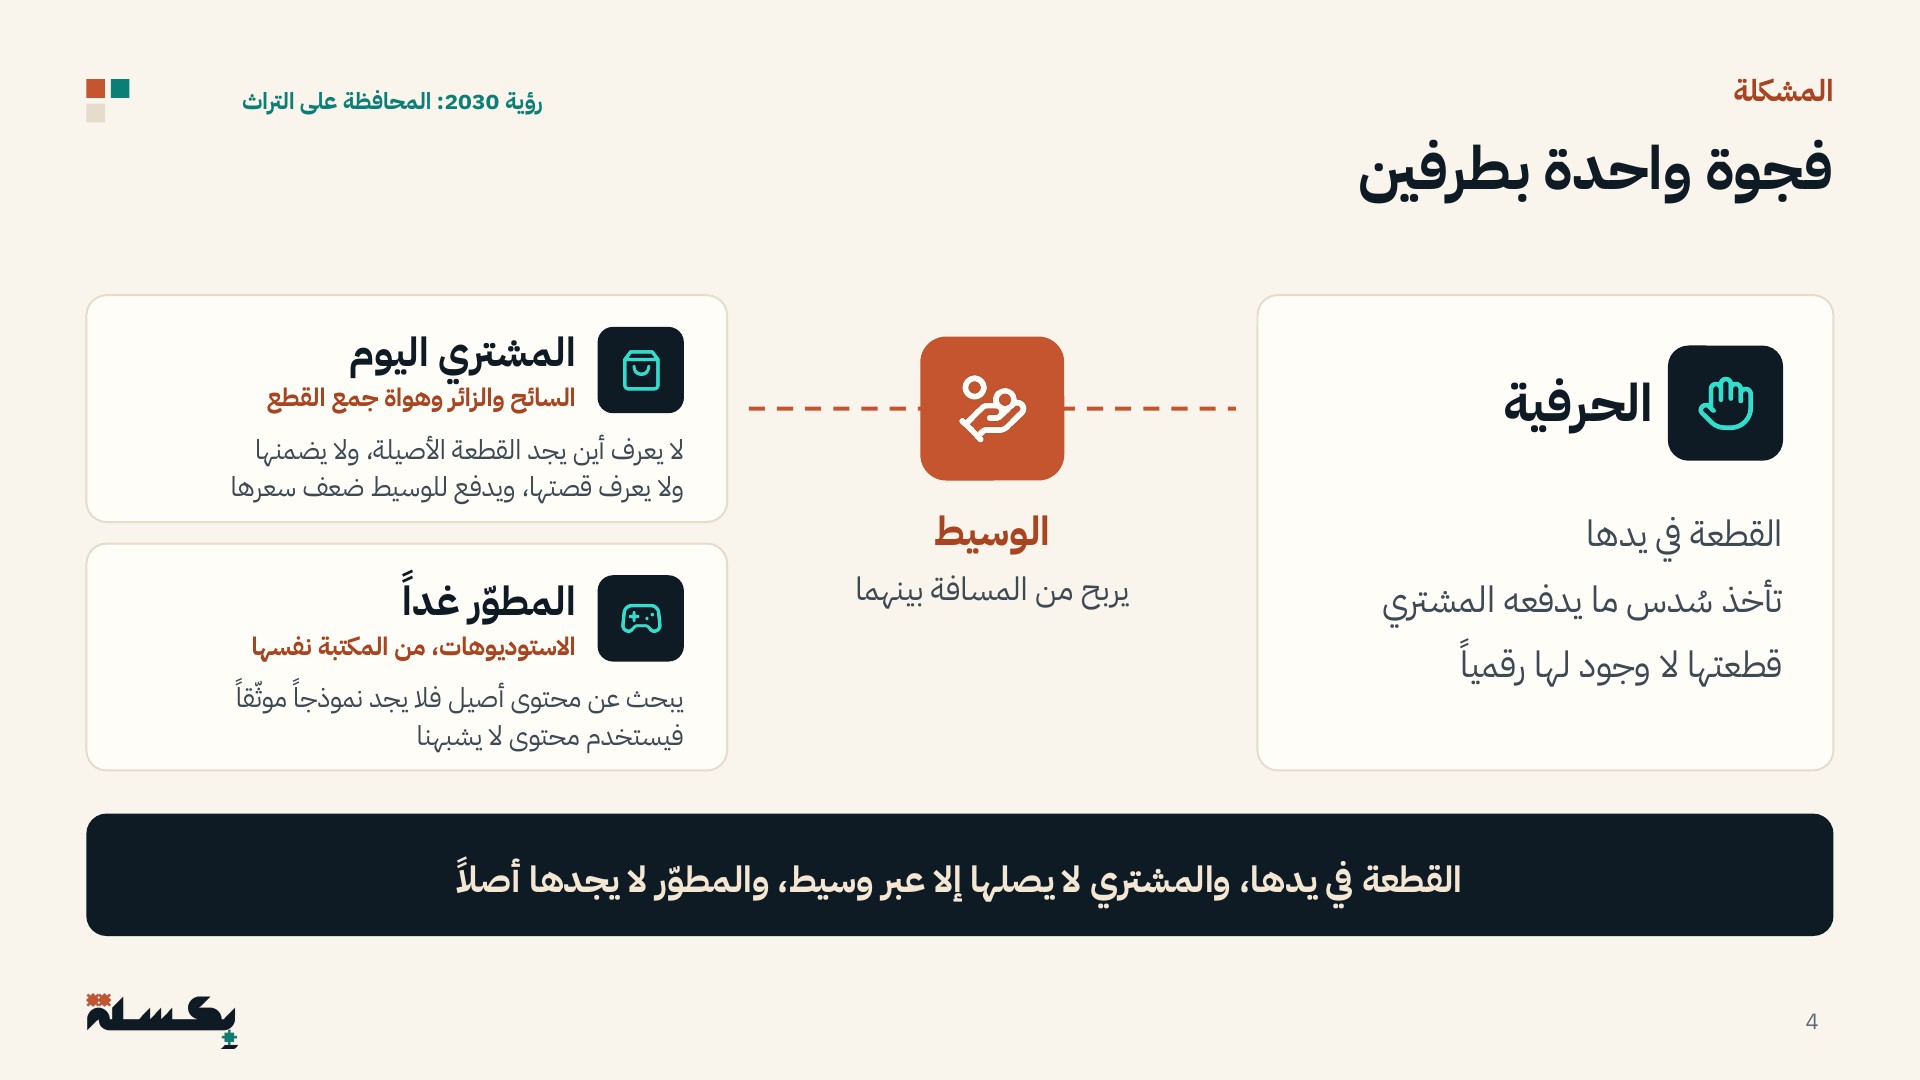 المشكلة
رؤية 2030: المحافظة على التراث
فجوة واحدة بطرفين
الحرفية
القطعة في يدها
تأخذ سُدس ما يدفعه المشتري
قطعتها لا وجود لها رقمياً
الوسيط
يربح من المسافة بينهما
المشتري اليوم
السائح والزائر وهواة جمع القطع
لا يعرف أين يجد القطعة الأصيلة، ولا يضمنها
ولا يعرف قصتها، ويدفع للوسيط ضعف سعرها
المطوّر غداً
الاستوديوهات، من المكتبة نفسها
يبحث عن محتوى أصيل فلا يجد نموذجاً موثّقاً
فيستخدم محتوى لا يشبهنا
القطعة في يدها، والمشتري لا يصلها إلا عبر وسيط، والمطوّر لا يجدها أصلاً
بكسلة
4